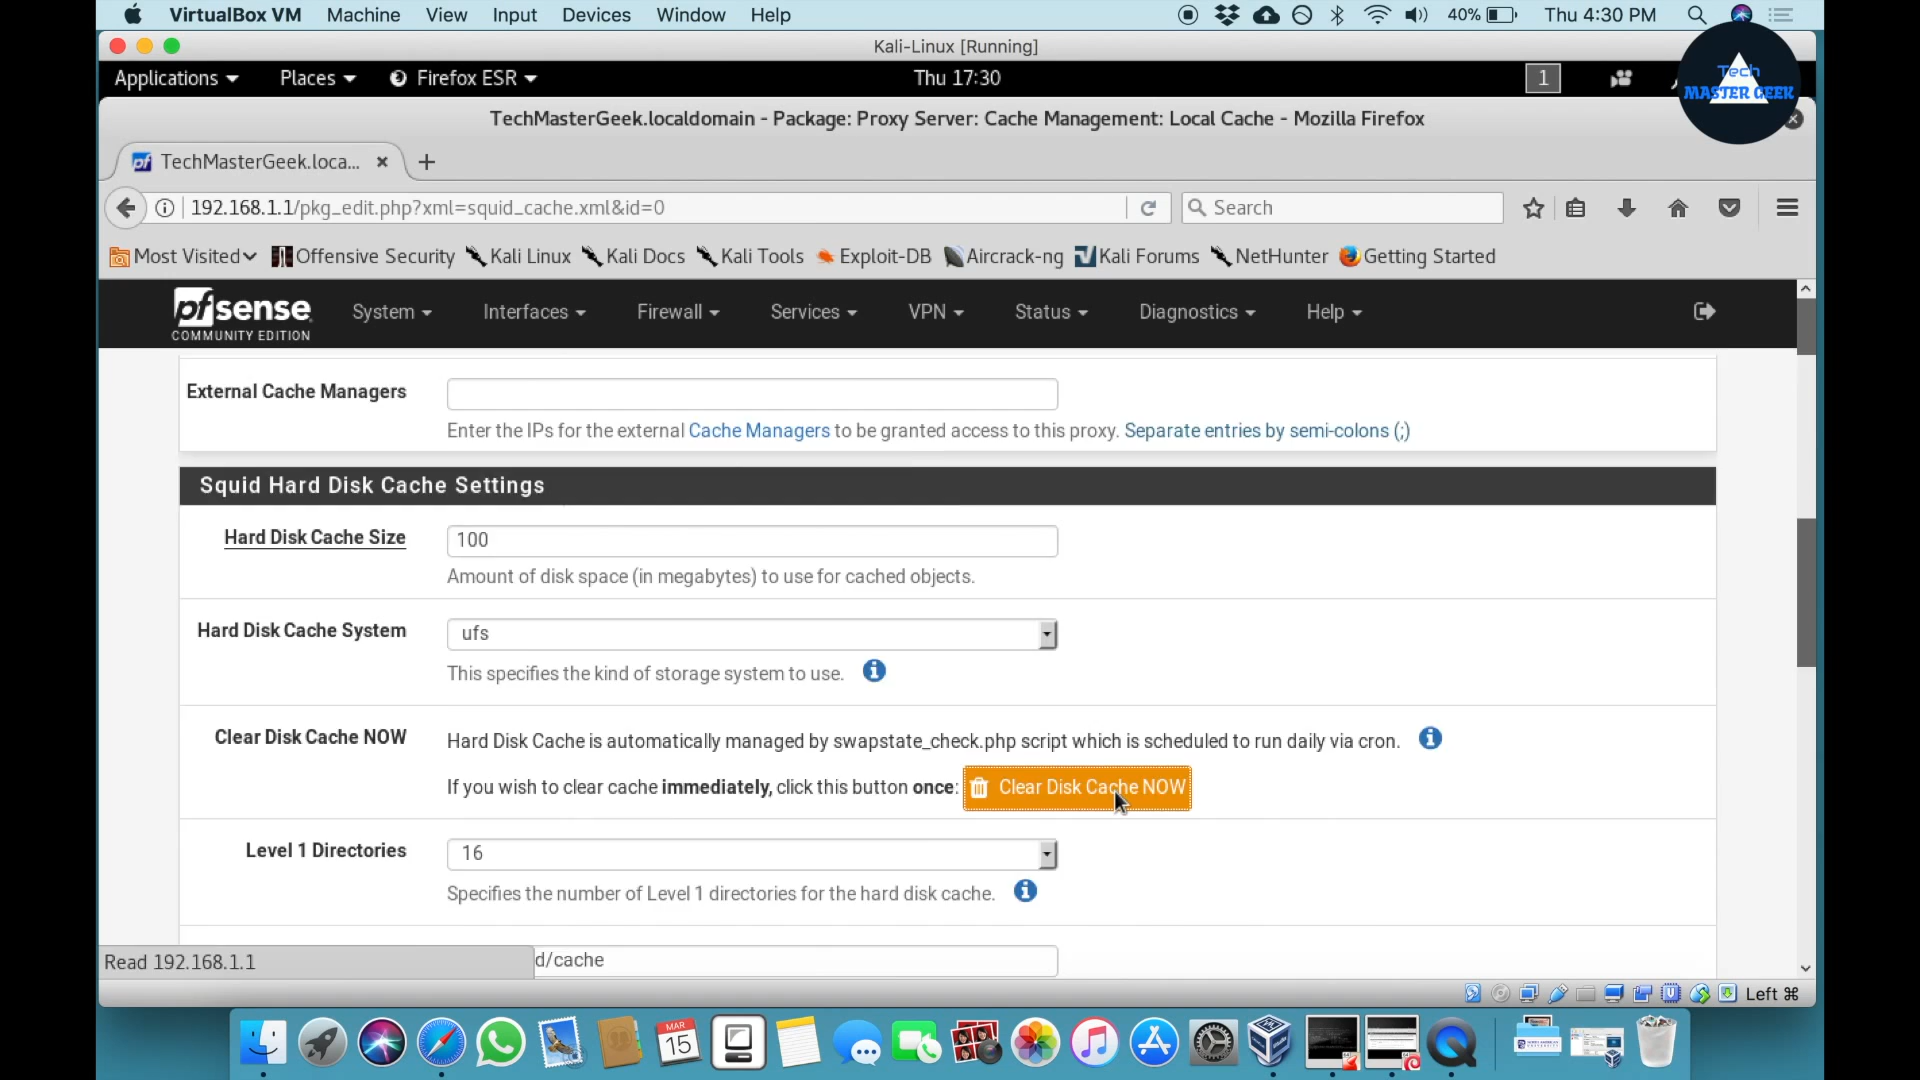 VirtualBox VM Machine View Input Devices Window Help 40% Thu 4:30 PM
Kali-Linux [Running]
Applications Places Firefox ESR Thu 17:30 1
Tech
MASTER GEEK
TechMasterGeek.localdomain - Package: Proxy Server: Cache Management: Local Cache - Mozilla Firefox
pf TechMasterGeek.loca...
192.168.1.1/pkg_edit.php?xml=squid_cache.xml&id=0 Search
Most Visited Offensive Security Kali Linux Kali Docs Kali Tools Exploit-DB Aircrack-ng Kali Forums NetHunter Getting Started
pfsense System Interfaces Firewall Services VPN Status Diagnostics Help
COMMUNITY EDITION
External Cache Managers
Enter the IPs for the external Cache Managers to be granted access to this proxy. Separate entries by semi-colons (;)
Squid Hard Disk Cache Settings
Hard Disk Cache Size 100
Amount of disk space (in megabytes) to use for cached objects.
Hard Disk Cache System ufs
This specifies the kind of storage system to use.
Clear Disk Cache NOW Hard Disk Cache is automatically managed by swapstate_check.php script which is scheduled to run daily via cron.
If you wish to clear cache immediately, click this button once: Clear Disk Cache NOW
Level 1 Directories 16
Specifies the number of Level 1 directories for the hard disk cache.
Read 192.168.1.1 d/cache
Left ⌘
MAR
15